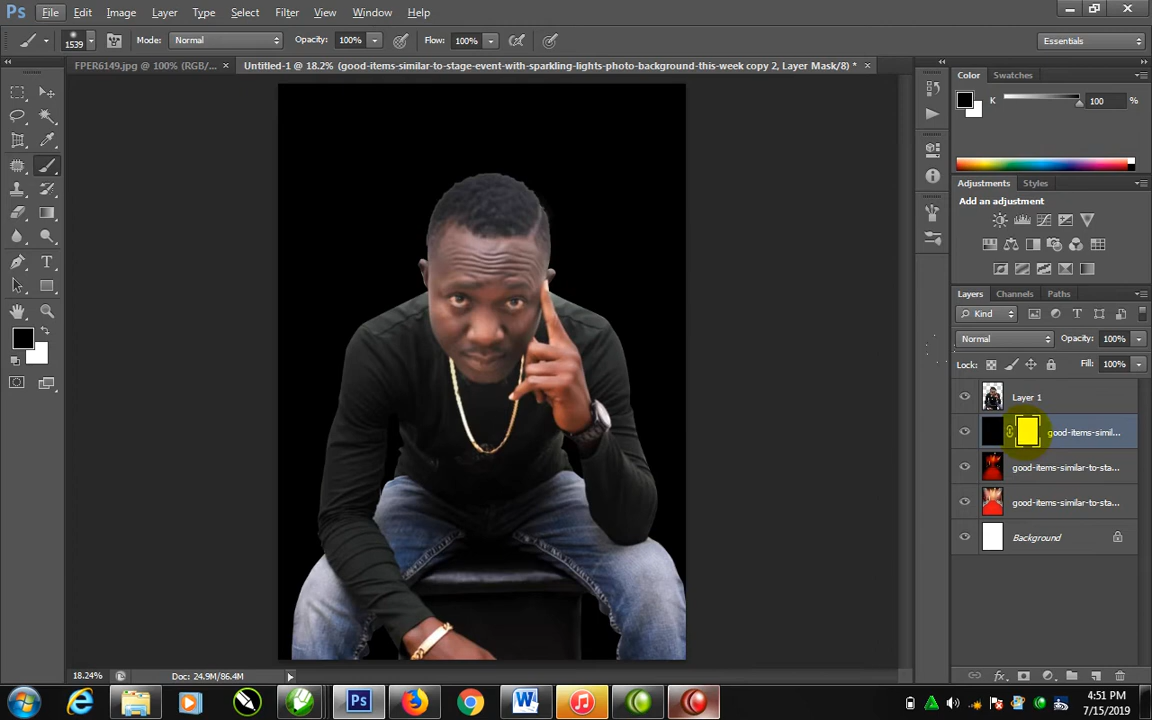 Ps File Edit Image Layer Type Select Filter View Window Help
1539 Mode: Normal Opacity: 100% Flow: 100% Essentials
FPER6149.jpg @ 100% (RGB/... × Untitled-1 @ 18.2% (good-items-similar-to-stage-event-with-sparkling-lights-photo-background-this-week copy 2, Layer Mask/8) * ×
Color Swatches
K 100 %
Adjustments Styles
Add an adjustment
Layers Channels Paths
Kind
Normal Opacity: 100%
Lock: Fill: 100%
Layer 1
good-items-simil...
good-items-similar-to-sta...
good-items-similar-to-sta...
Background
18.24% Doc: 24.9M/86.4M
Ps W 4:51 PM
7/15/2019